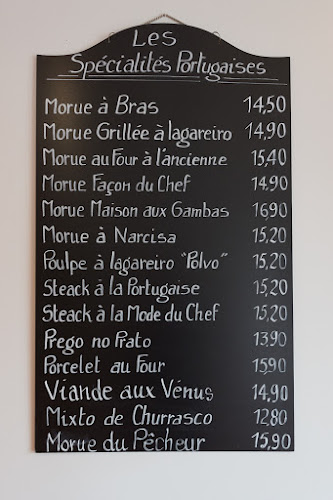 Les
Spécialités Portugaises
Morue à Bras 14,50
Morue Grillée à lagareiro 14,90
Morue au Four à l'ancienne 15,40
Morue Façon du Chef 14,90
Morue Maison aux Gambas 16,90
Morue à Narcisa 15,20
Poulpe à lagareiro "Polvo" 15,20
Steack à la Portugaise 15,20
Steack à la Mode du Chef 15,20
Prego no Prato 13,90
Porcelet au Four 15,90
Viande aux Vénus 14,90
Mixto de Churrasco 12,80
Morue du Pêcheur 15,90